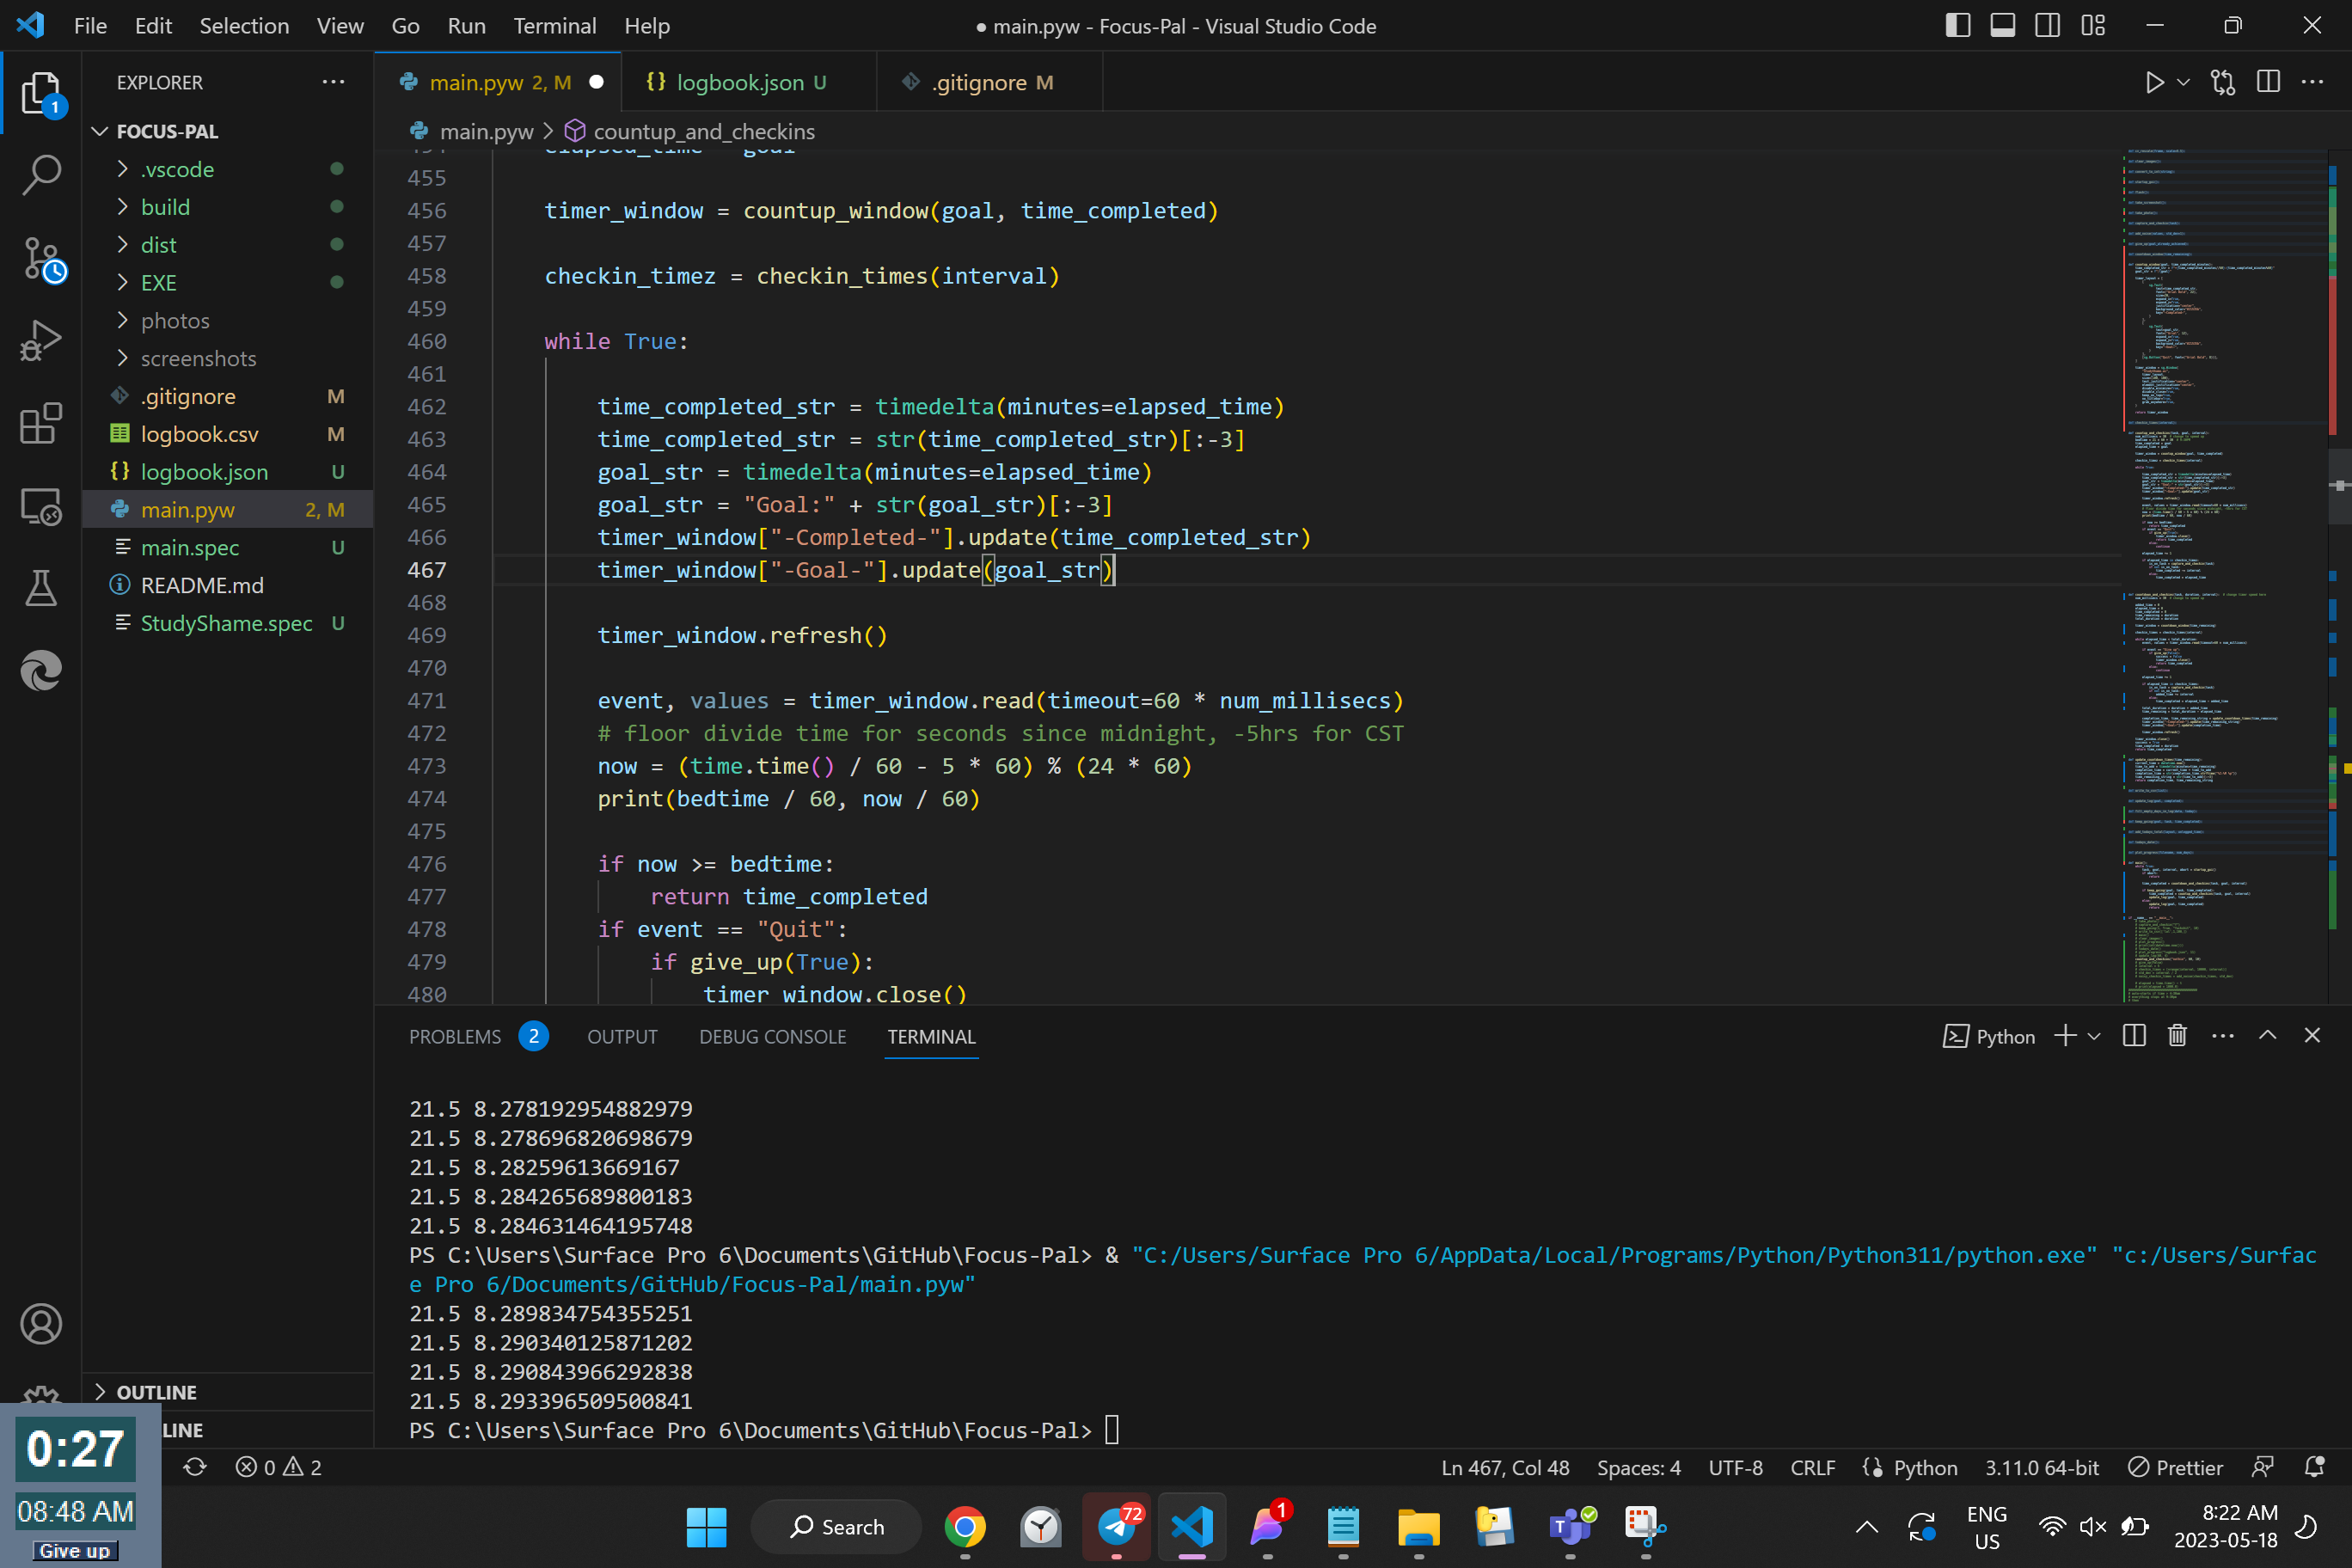 File Edit Selection View Go Run Terminal Help
● main.pyw - Focus-Pal - Visual Studio Code
EXPLORER
main.pyw 2, M
{} logbook.json U
.gitignore M
1
FOCUS-PAL
main.pyw > countup_and_checkins
.vscode
build
dist
EXE
photos
screenshots
.gitignore M
logbook.csv M
{} logbook.json U
main.pyw 2, M
main.spec U
README.md
StudyShame.spec U
OUTLINE
LINE
454 elapsed_time = goal
455
456 timer_window = countup_window(goal, time_completed)
457
458 checkin_timez = checkin_times(interval)
459
460 while True:
461
462 time_completed_str = timedelta(minutes=elapsed_time)
463 time_completed_str = str(time_completed_str)[:-3]
464 goal_str = timedelta(minutes=elapsed_time)
465 goal_str = "Goal:" + str(goal_str)[:-3]
466 timer_window["-Completed-"].update(time_completed_str)
467 timer_window["-Goal-"].update(goal_str)
468
469 timer_window.refresh()
470
471 event, values = timer_window.read(timeout=60 * num_millisecs)
472 # floor divide time for seconds since midnight, -5hrs for CST
473 now = (time.time() / 60 - 5 * 60) % (24 * 60)
474 print(bedtime / 60, now / 60)
475
476 if now >= bedtime:
477 return time_completed
478 if event == "Quit":
479 if give_up(True):
480 timer_window.close()
PROBLEMS 2 OUTPUT DEBUG CONSOLE TERMINAL
Python
21.5 8.278192954882979
21.5 8.278696820698679
21.5 8.28259613669167
21.5 8.284265689800183
21.5 8.284631464195748
PS C:\Users\Surface Pro 6\Documents\GitHub\Focus-Pal> & "C:/Users/Surface Pro 6/AppData/Local/Programs/Python/Python311/python.exe" "c:/Users/Surfac
e Pro 6/Documents/GitHub/Focus-Pal/main.pyw"
21.5 8.289834754355251
21.5 8.290340125871202
21.5 8.290843966292838
21.5 8.293396509500841
PS C:\Users\Surface Pro 6\Documents\GitHub\Focus-Pal>
0:27
08:48 AM
Give up
0 2
Ln 467, Col 48 Spaces: 4 UTF-8 CRLF Python 3.11.0 64-bit Prettier
Search
72
1
ENG
US
8:22 AM
2023-05-18